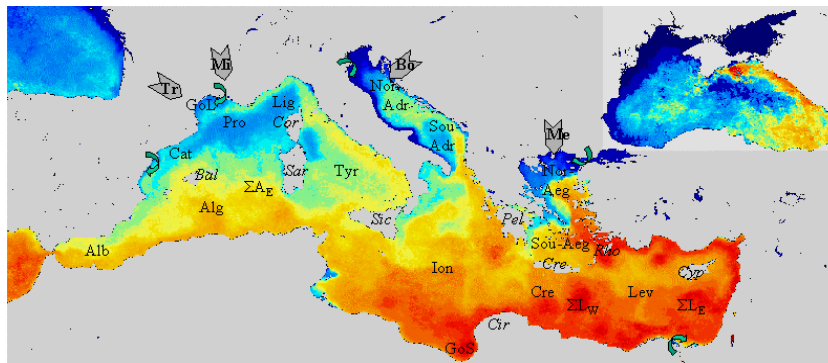 Mi
Bo
Tr
GoL
Lig
Nor-
Adr
Pro
Cor
Sou-
Adr
Me
Cat
Bal
Sar
Tyr
Nor-
Aeg
ΣAE
Alg
Sic
Pel
Alb
Sou-Aeg
Rho
Ion
Cre
Cyp
Cre
ΣLW
Lev
ΣLE
Cir
GoS